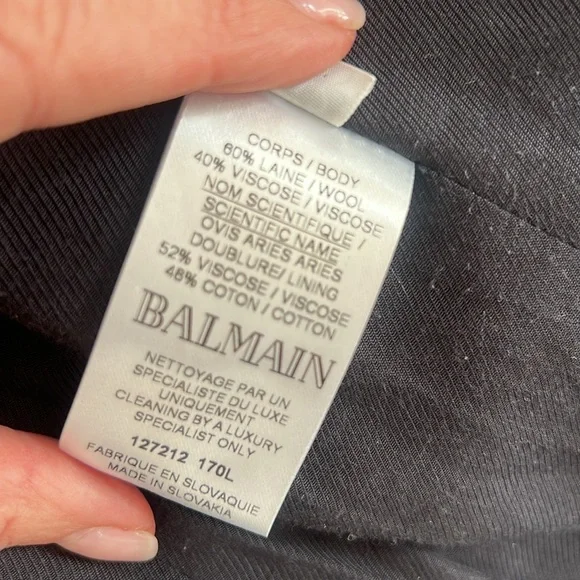 CORPS / BODY
60% LAINE / WOOL
40% VISCOSE / VISCOSE
NOM SCIENTIFIQUE /
SCIENTIFIC NAME
OVIS ARIES ARIES
DOUBLURE/ LINING
52% VISCOSE / VISCOSE
48% COTON / COTTON
BALMAIN
NETTOYAGE PAR UN
SPECIALISTE DU LUXE
UNIQUEMENT
CLEANING BY A LUXURY
SPECIALIST ONLY
127212 170L
FABRIQUE EN SLOVAQUIE
MADE IN SLOVAKIA